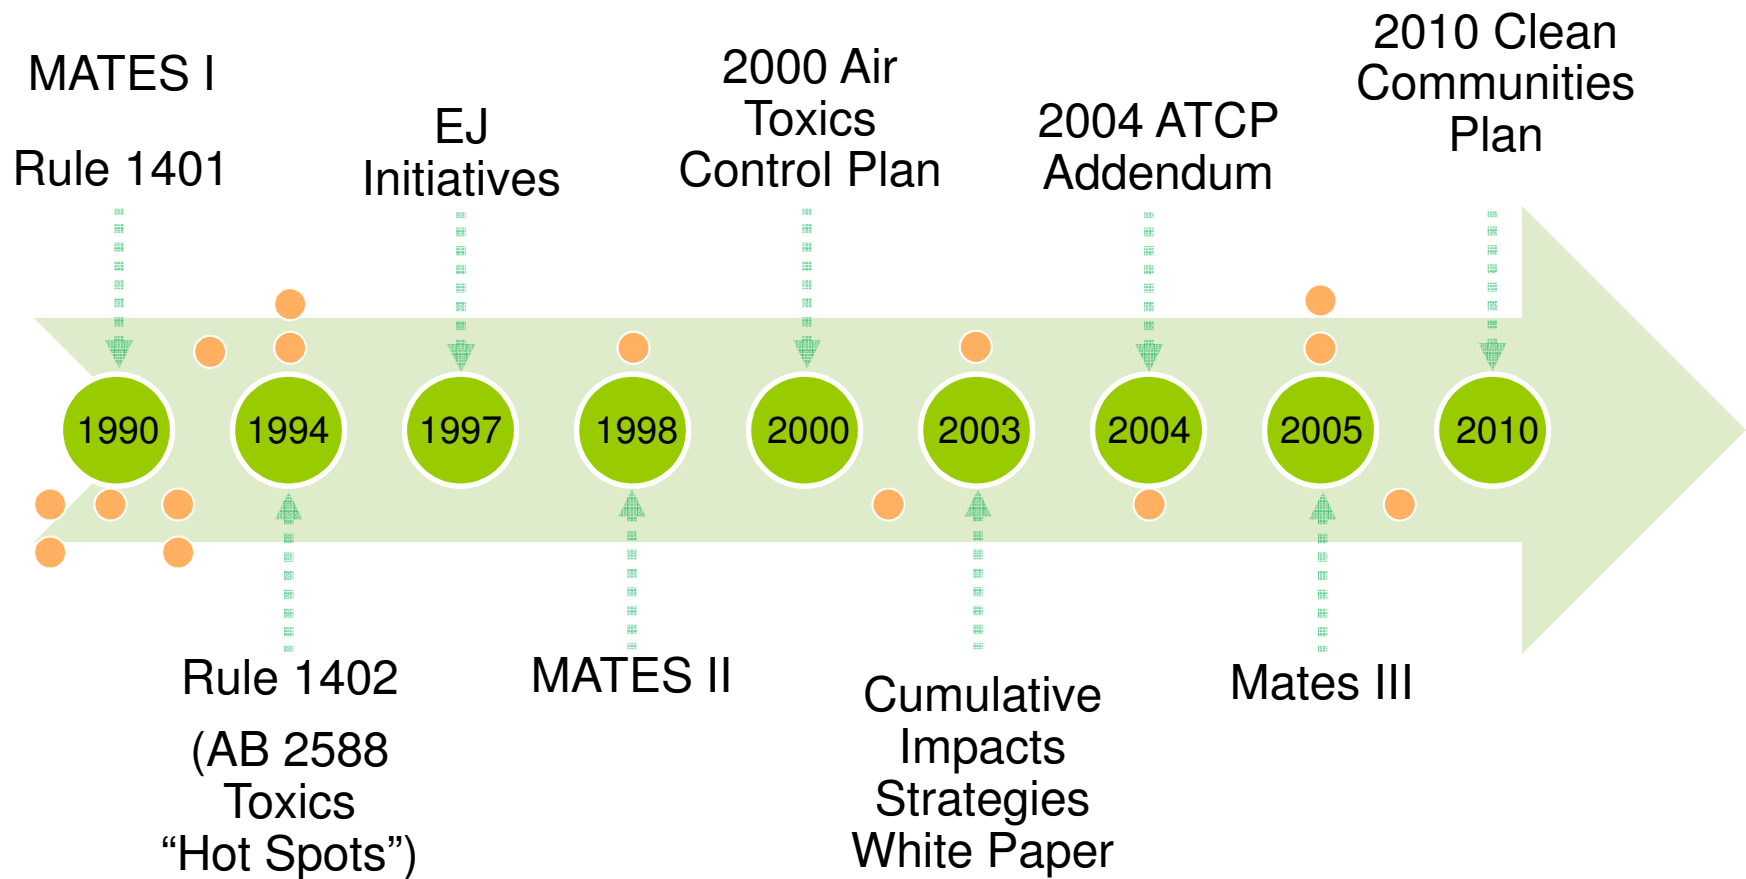 MATES I
Rule 1401
EJ
Initiatives
2000 Air
Toxics
Control Plan
2004 ATCP
Addendum
2010 Clean
Communities
Plan
1990
1994
1997
1998
2000
2003
2004
2005
2010
Rule 1402
(AB 2588
Toxics
“Hot Spots”)
MATES II
Cumulative
Impacts
Strategies
White Paper
Mates III